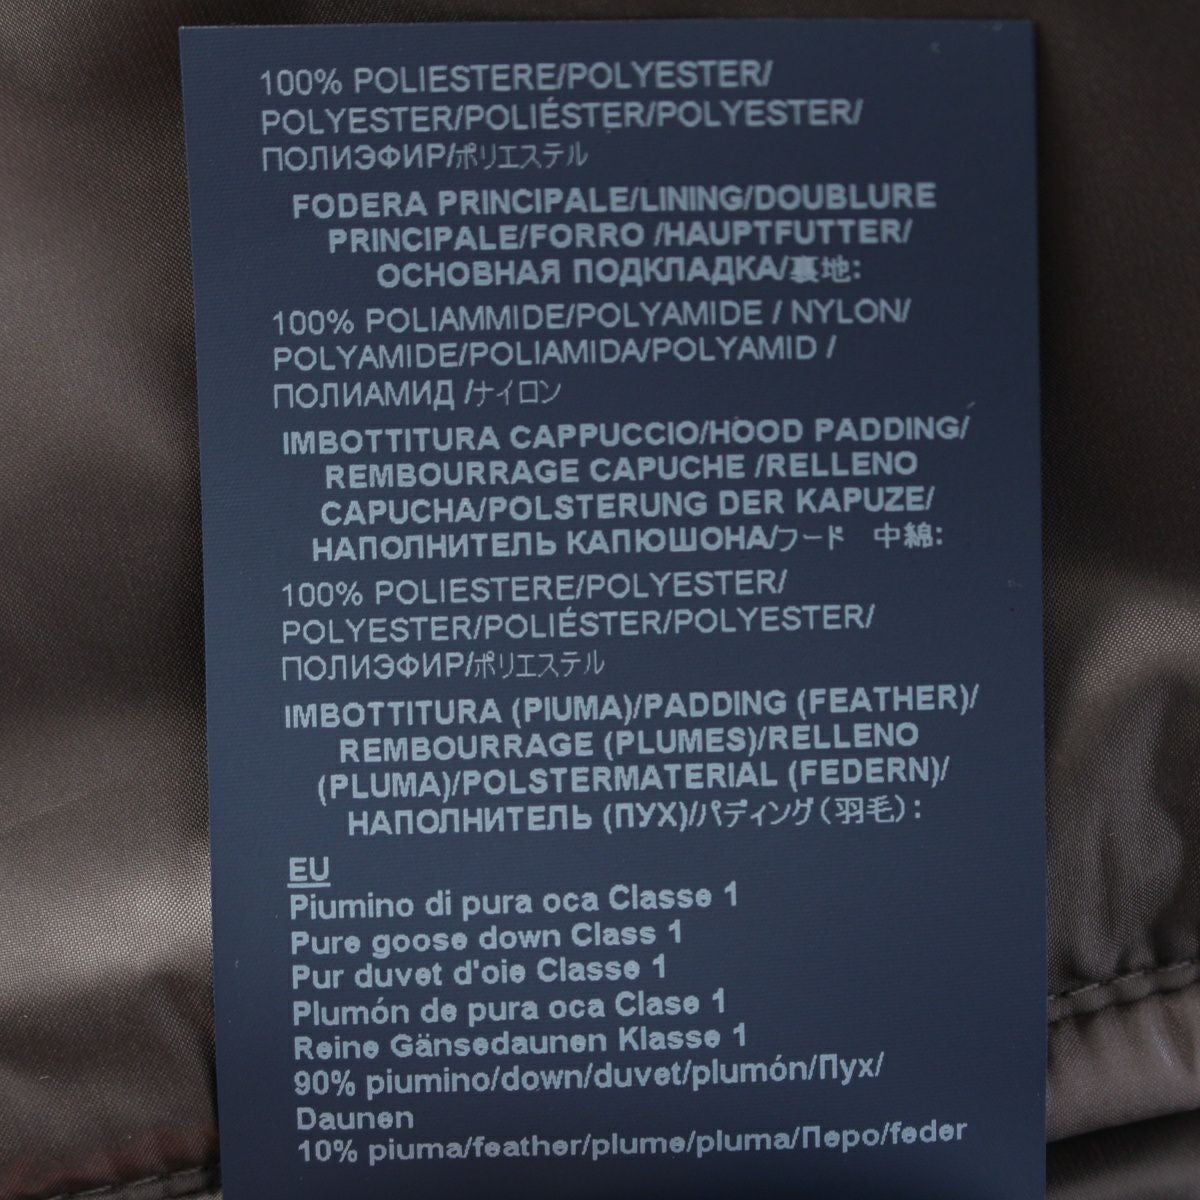 100% POLIESTERE/POLYESTER/
POLYESTER/POLIÉSTER/POLYESTER/
ПОЛИЭФИР/ポリエステル
FODERA PRINCIPALE/LINING/DOUBLURE
PRINCIPALE/FORRO /HAUPTFUTTER/
ОСНОВНАЯ ПОДКЛАДКА/裏地:
100% POLIAMMIDE/POLYAMIDE / NYLON/
POLYAMIDE/POLIAMIDA/POLYAMID /
ПОЛИАМИД /ナイロン
IMBOTTITURA CAPPUCCIO/HOOD PADDING/
REMBOURRAGE CAPUCHE /RELLENO
CAPUCHA/POLSTERUNG DER KAPUZE/
НАПОЛНИТЕЛЬ КАПЮШОНА/フード 中綿:
100% POLIESTERE/POLYESTER/
POLYESTER/POLIÉSTER/POLYESTER/
ПОЛИЭФИР/ポリエステル
IMBOTTITURA (PIUMA)/PADDING (FEATHER)/
REMBOURRAGE (PLUMES)/RELLENO
(PLUMA)/POLSTERMATERIAL (FEDERN)/
НАПОЛНИТЕЛЬ (ПУХ)/パディング(羽毛):
EU
Piumino di pura oca Classe 1
Pure goose down Class 1
Pur duvet d'oie Classe 1
Plumón de pura oca Clase 1
Reine Gänsedaunen Klasse 1
90% piumino/down/duvet/plumón/Пух/
Daunen
10% piuma/feather/plume/pluma/Перо/feder